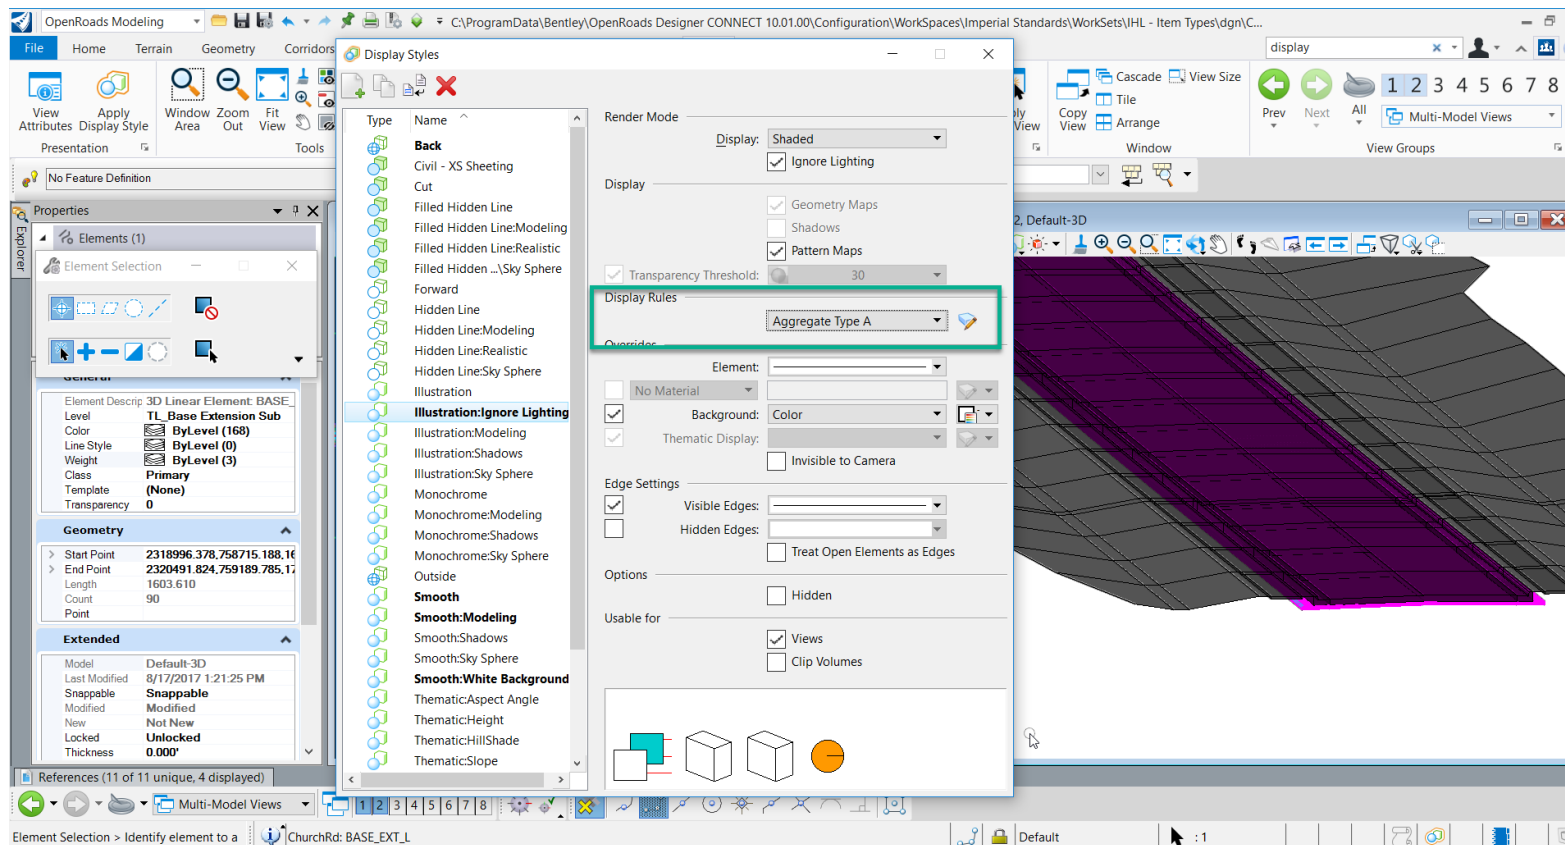 OpenRoads Modeling
C:\ProgramData\Bentley\OpenRoads Designer CONNECT 10.01.00\Configuration\WorkSpaces\Imperial Standards\WorkSets\IHL - Item Types\dgn\C...
File Home Terrain Geometry Corridors
display
View Attributes
Apply Display Style
Window Area
Zoom Out
Fit View
Presentation
Tools
Copy View
Cascade
View Size
Tile
Arrange
Window
Prev
Next
All
1 2 3 4 5 6 7 8
Multi-Model Views
View Groups
No Feature Definition
Properties
Explorer
Elements (1)
Element Selection
General
Element Descrip 3D Linear Element: BASE_
Level TL_Base Extension Sub
Color ByLevel (168)
Line Style ByLevel (0)
Weight ByLevel (3)
Class Primary
Template (None)
Transparency 0
Geometry
Start Point 2318996.378,758715.188,16
End Point 2320491.824,759189.785,17
Length 1603.610
Count 90
Point
Extended
Model Default-3D
Last Modified 8/17/2017 1:21:25 PM
Snappable Snappable
Modified Modified
New Not New
Locked Unlocked
Thickness 0.000'
References (11 of 11 unique, 4 displayed)
Display Styles
Type Name
Back
Civil - XS Sheeting
Cut
Filled Hidden Line
Filled Hidden Line:Modeling
Filled Hidden Line:Realistic
Filled Hidden ...\Sky Sphere
Forward
Hidden Line
Hidden Line:Modeling
Hidden Line:Realistic
Hidden Line:Sky Sphere
Illustration
Illustration:Ignore Lighting
Illustration:Modeling
Illustration:Shadows
Illustration:Sky Sphere
Monochrome
Monochrome:Modeling
Monochrome:Shadows
Monochrome:Sky Sphere
Outside
Smooth
Smooth:Modeling
Smooth:Shadows
Smooth:Sky Sphere
Smooth:White Background
Thematic:Aspect Angle
Thematic:Height
Thematic:HillShade
Thematic:Slope
Render Mode
Display: Shaded
Ignore Lighting
Display
Geometry Maps
Shadows
Pattern Maps
Transparency Threshold: 30
Display Rules
Aggregate Type A
Overrides
Element:
No Material
Background: Color
Thematic Display:
Invisible to Camera
Edge Settings
Visible Edges:
Hidden Edges:
Treat Open Elements as Edges
Options
Hidden
Usable for
Views
Clip Volumes
2, Default-3D
Multi-Model Views
1 2 3 4 5 6 7 8
Element Selection > Identify element to a
ChurchRd: BASE_EXT_L
Default
: 1